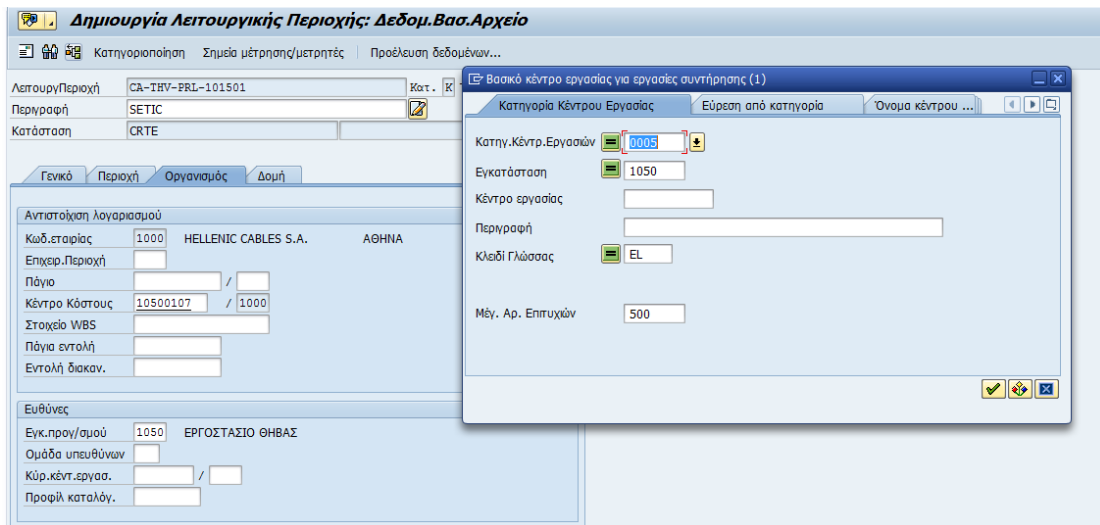 Δημιουργία Λειτουργικής Περιοχής: Δεδομ.Βασ.Αρχείο
Κατηγοριοποίηση Σημεία μέτρησης/μετρητές Προέλευση δεδομένων...
ΛειτουργΠεριοχή CA-THV-PRL-101501 Κατ. K
Περιγραφή SETIC
Κατάσταση CRTE
Γενικό Περιοχή Οργανισμός Δομή
Αντιστοίχιση λογαριασμού
Κωδ.εταιρίας 1000 HELLENIC CABLES S.A. ΑΘΗΝΑ
Επιχειρ.Περιοχή
Πάγιο /
Κέντρο Κόστους 10500107 / 1000
Στοιχείο WBS
Πάγια εντολή
Εντολή διακαν.
Ευθύνες
Εγκ.προγ/σμού 1050 ΕΡΓΟΣΤΑΣΙΟ ΘΗΒΑΣ
Ομάδα υπευθύνων
Κύρ.κέντ.εργασ. /
Προφίλ καταλόγ.
Βασικό κέντρο εργασίας για εργασίες συντήρησης (1)
Κατηγορία Κέντρου Εργασίας Εύρεση από κατηγορία Όνομα κέντρου ...
Κατηγ.Κέντρ.Εργασιών 0005
Εγκατάσταση 1050
Κέντρο εργασίας
Περιγραφή
Κλειδί Γλώσσας EL
Μέγ. Αρ. Επιτυχιών 500